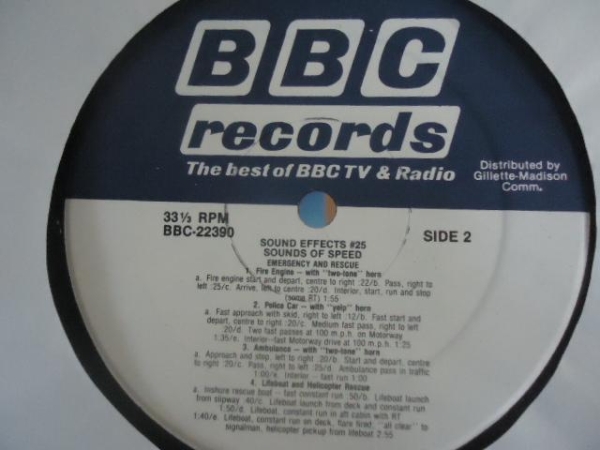 BBC
records
The best of BBC TV & Radio
Distributed by
Gillette-Madison
Comm.
33⅓ RPM
BBC-22390
SIDE 2
SOUND EFFECTS #25
SOUNDS OF SPEED
EMERGENCY AND RESCUE
1. Fire Engine — with "two-tone" horn
a. Fire engine start and depart, centre to right :22/b. Pass, right to
left :25/c. Arrive, left to centre :20/d. Interior, start, run and stop
(some RT) 1:55
2. Police Car — with "yelp" horn
a. Fast approach with skid, right to left :12/b. Fast start and
depart, centre to right :20/c. Medium fast pass, right to left
:20/d. Two fast passes at 100 m.p.h. on Motorway
1:35/e. Interior—fast Motorway drive at 100 m.p.h. 1:25
3. Ambulance — with "two-tone" horn
a. Approach and stop, left to right :20/b. Start and depart, centre
to right :20/c. Pass, right to left :25/d. Ambulance pass in traffic
1:00/e. Interior — fast run 1:00
4. Lifeboat and Helicopter Rescue
a. Inshore rescue boat — fast constant run :50/b. Lifeboat launch
from slipway :40/c. Lifeboat launch from deck and constant run
1:50/d. Lifeboat, constant run in aft cabin with RT
1:40/e. Lifeboat, constant run on deck, flare fired; "all clear" to
signalman, helicopter pickup from lifeboat 2:55